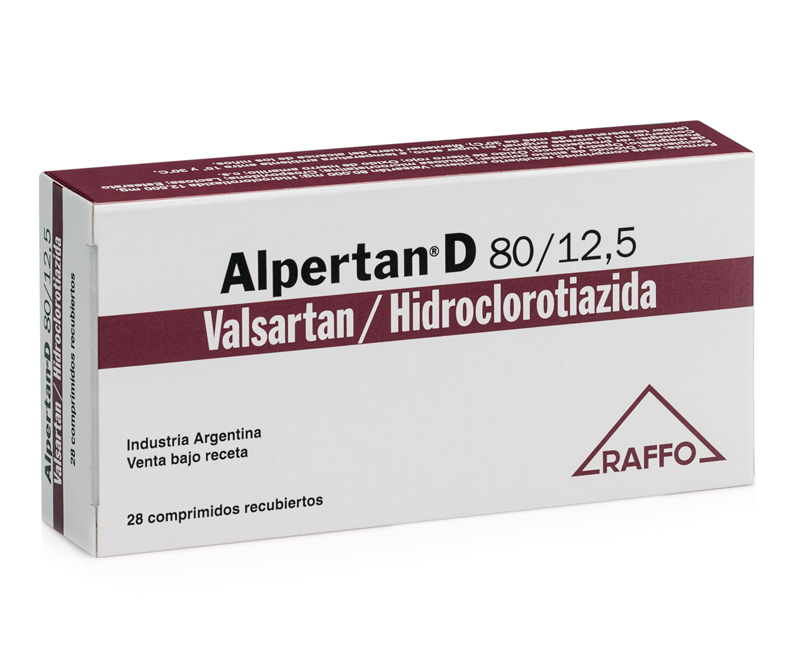 Alpertan® D 80/12,5
Valsartan / Hidroclorotiazida
Industria Argentina
Venta bajo receta
28 comprimidos recubiertos
RAFFO
Alpertan® D 80/12,5
Valsartan / Hidroclorotiazida
28 comprimidos recubiertos